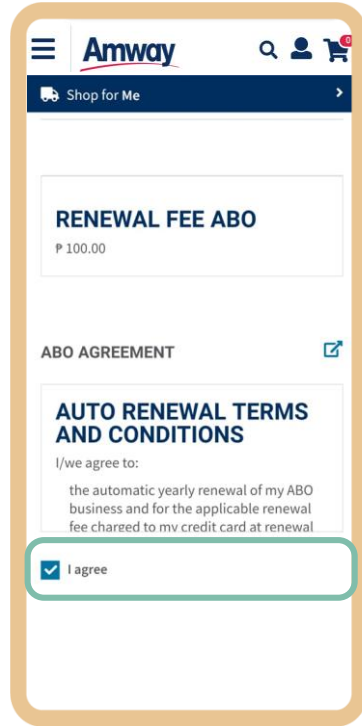 Amway
0
Shop for Me
RENEWAL FEE ABO
₱ 100.00
ABO AGREEMENT
AUTO RENEWAL TERMS
AND CONDITIONS
I/we agree to:
the automatic yearly renewal of my ABO
business and for the applicable renewal
fee charged to my credit card at renewal
I agree